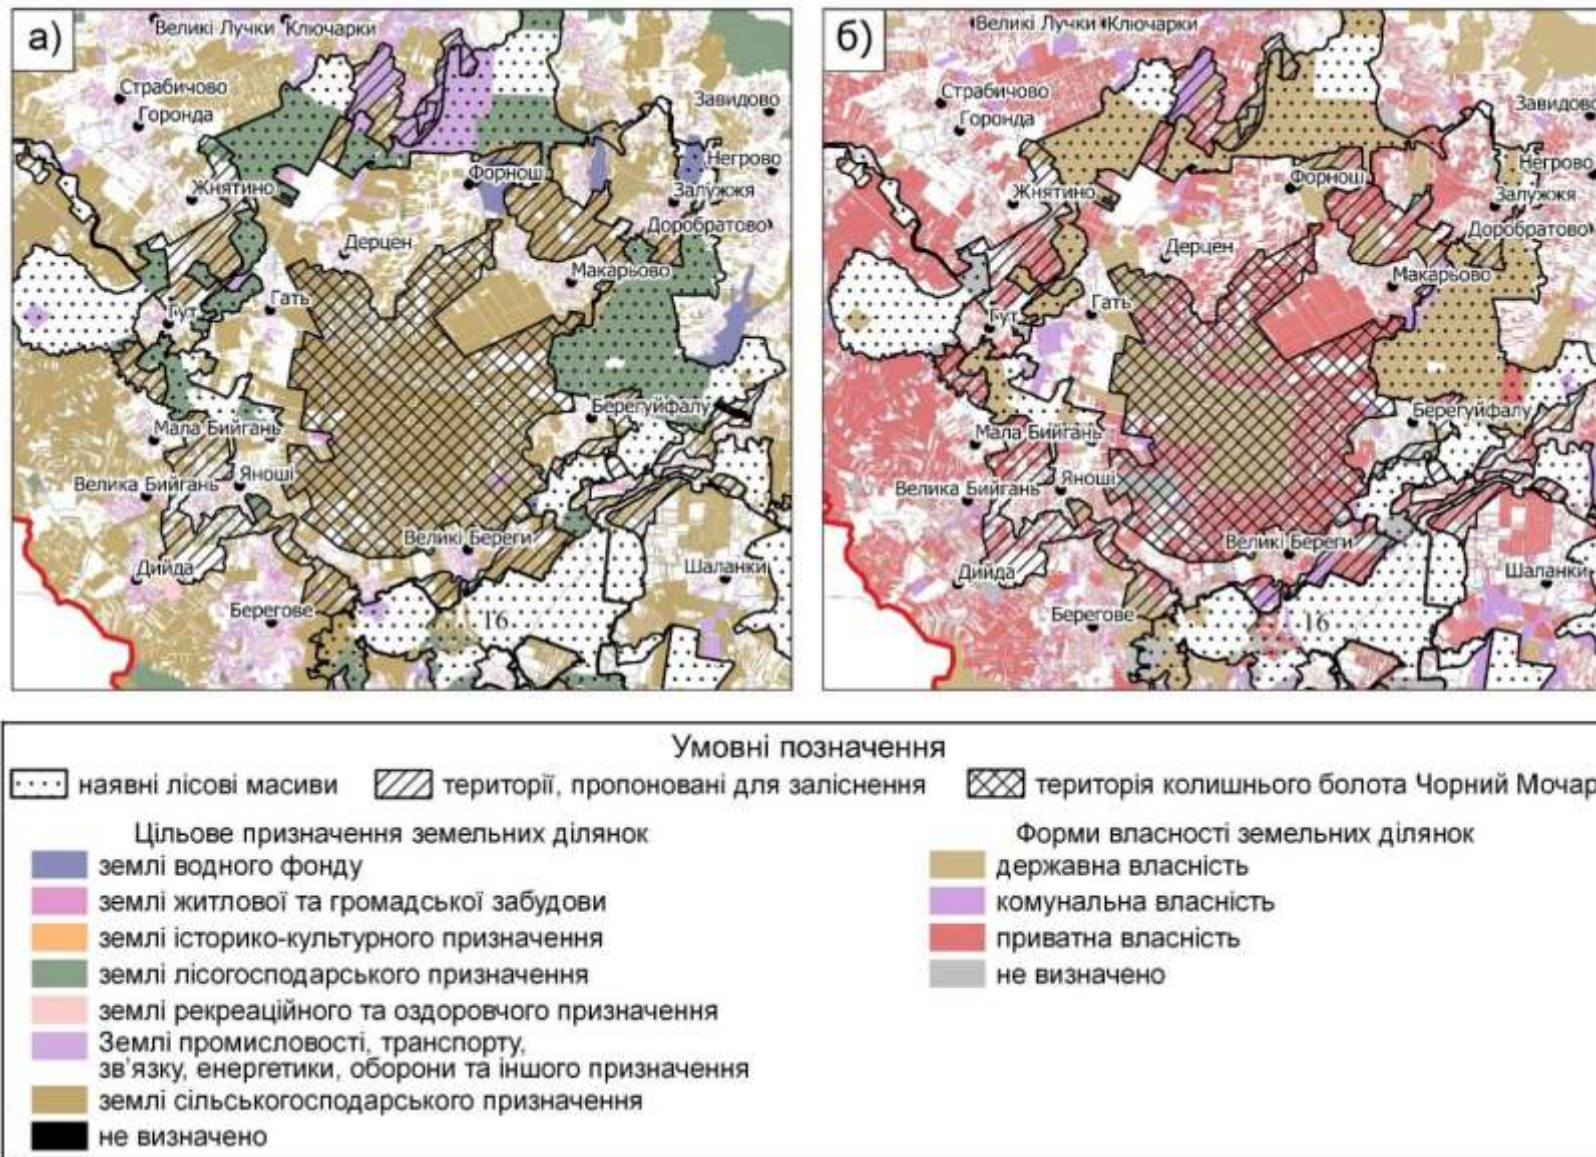 а)
Великі Лучки Ключарки
Страбичово
Горонда
Завидово
Негрово
Форнош
Залужжя
Жнятино
Доробратово
Дерцен
Макарьово
Гать
Гут
Берегуйфалу
Мала Бийгань
Яноші
Велика Бийгань
Великі Береги
Дийда
Шаланки
Берегове
16
б)
Великі Лучки Ключарки
Страбичово
Горонда
Завидово
Негрово
Форнош
Залужжя
Жнятино
Доробратово
Дерцен
Макарьово
Гать
Гут
Берегуйфалу
Мала Бийгань
Яноші
Велика Бийгань
Великі Береги
Дийда
Шаланки
Берегове
16
Умовні позначення
наявні лісові масиви території, пропоновані для заліснення територія колишнього болота Чорний Мочар
Цільове призначення земельних ділянок
землі водного фонду
землі житлової та громадської забудови
землі історико-культурного призначення
землі лісогосподарського призначення
землі рекреаційного та оздоровчого призначення
Землі промисловості, транспорту,
зв'язку, енергетики, оборони та іншого призначення
землі сільськогосподарського призначення
не визначено
Форми власності земельних ділянок
державна власність
комунальна власність
приватна власність
не визначено